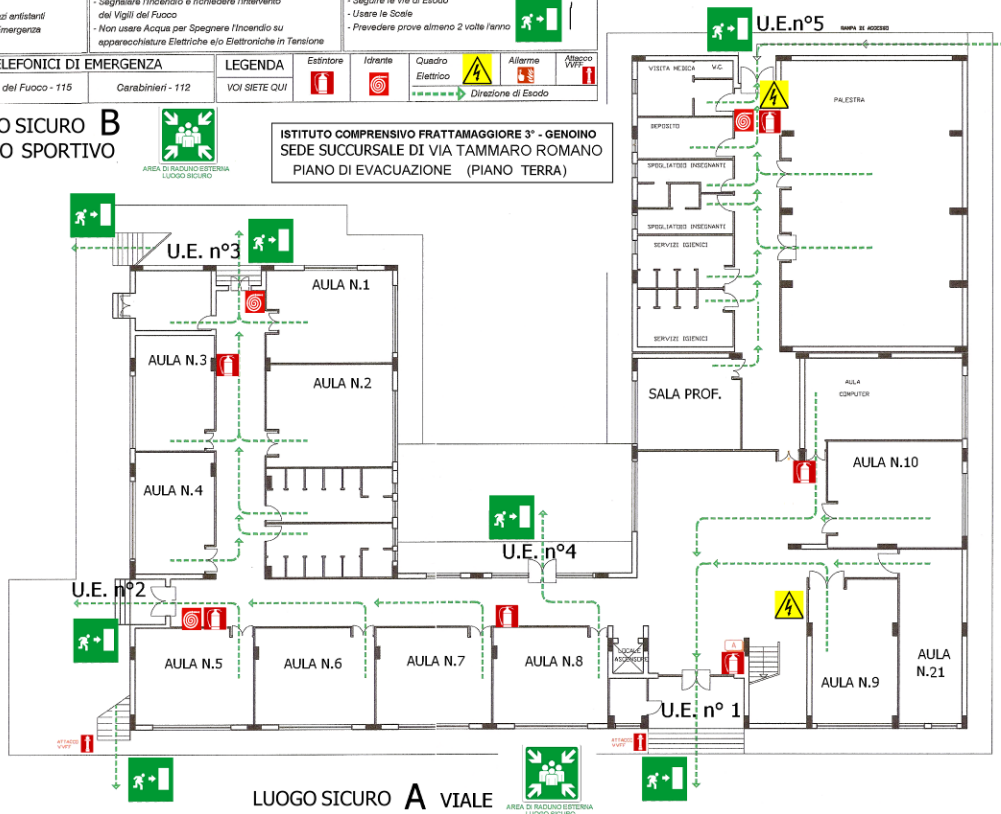 - Segnalare l'incendio e richiedere l'intervento
dei Vigili del Fuoco
- Non usare Acqua per Spegnere l'Incendio su
apparecchiature Elettriche e/o Elettroniche in Tensione
zi antistanti
mergenza
- Seguire le vie di Esodo
- Usare le Scale
- Prevedere prove almeno 2 volte l'anno
ELEFONICI DI EMERGENZA
del Fuoco - 115
Carabinieri - 112
LEGENDA
VOI SIETE QUI
Estintore
Idrante
Quadro
Elettrico
Allarme
Attacco
VVFF
Direzione di Esodo
O SICURO B
O SPORTIVO
AREA DI RADUNO ESTERNA
LUOGO SICURO
ISTITUTO COMPRENSIVO FRATTAMAGGIORE 3° - GENOINO
SEDE SUCCURSALE DI VIA TAMMARO ROMANO
PIANO DI EVACUAZIONE (PIANO TERRA)
U.E.n°5
RAMPA DI ACCESSO
VISITA MEDICA
W.C.
PALESTRA
DEPOSITO
SPOGLIATOIO INSEGNANTI
SPOGLIATOIO INSEGNANTI
SERVIZI IGIENICI
SERVIZI IGIENICI
U.E. n°3
AULA N.1
AULA N.3
AULA N.2
AULA N.4
SALA PROF.
AULA
COMPUTER
AULA N.10
U.E. n°4
U.E. n°2
AULA N.5
AULA N.6
AULA N.7
AULA N.8
LOCALE
ASCENSORE
A
AULA N.9
AULA
N.21
U.E. n° 1
ATTACCO
VVFF
ATTACCO
VVFF
LUOGO SICURO A VIALE
AREA DI RADUNO ESTERNA
LUOGO SICURO